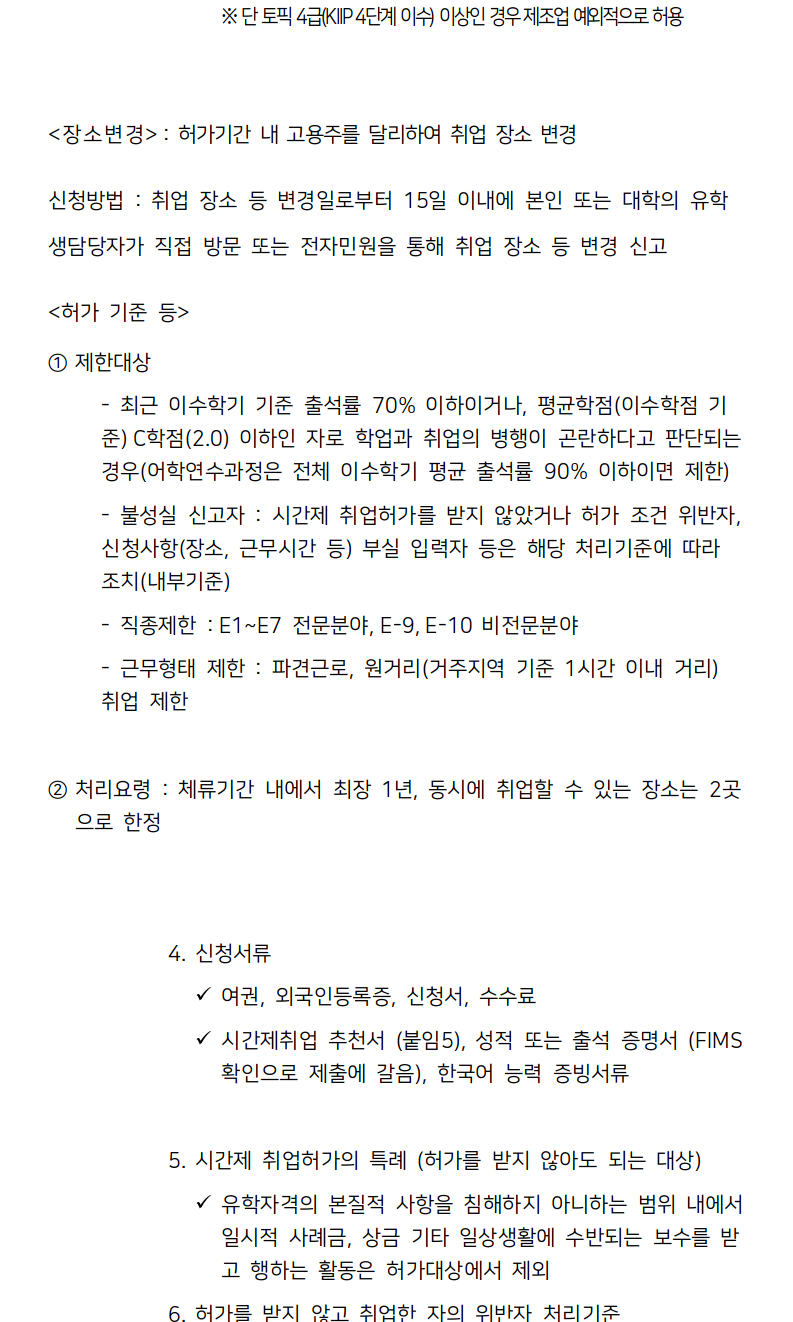 ※ 단 토픽 4급(KIIP 4단계 이수) 이상인 경우 제조업 예외적으로 허용
<장소변경> : 허가기간 내 고용주를 달리하여 취업 장소 변경
신청방법 : 취업 장소 등 변경일로부터 15일 이내에 본인 또는 대학의 유학
생담당자가 직접 방문 또는 전자민원을 통해 취업 장소 등 변경 신고
<허가 기준 등>
① 제한대상
- 최근 이수학기 기준 출석률 70% 이하이거나, 평균학점(이수학점 기
준) C학점(2.0) 이하인 자로 학업과 취업의 병행이 곤란하다고 판단되는
경우(어학연수과정은 전체 이수학기 평균 출석률 90% 이하이면 제한)
- 불성실 신고자 : 시간제 취업허가를 받지 않았거나 허가 조건 위반자,
신청사항(장소, 근무시간 등) 부실 입력자 등은 해당 처리기준에 따라
조치(내부기준)
- 직종제한 : E1~E7 전문분야, E-9, E-10 비전문분야
- 근무형태 제한 : 파견근로, 원거리(거주지역 기준 1시간 이내 거리)
취업 제한
② 처리요령 : 체류기간 내에서 최장 1년, 동시에 취업할 수 있는 장소는 2곳
으로 한정
4. 신청서류
✓ 여권, 외국인등록증, 신청서, 수수료
✓ 시간제취업 추천서 (붙임5), 성적 또는 출석 증명서 (FIMS
확인으로 제출에 갈음), 한국어 능력 증빙서류
5. 시간제 취업허가의 특례 (허가를 받지 않아도 되는 대상)
✓ 유학자격의 본질적 사항을 침해하지 아니하는 범위 내에서
일시적 사례금, 상금 기타 일상생활에 수반되는 보수를 받
고 행하는 활동은 허가대상에서 제외
6. 허가를 받지 않고 취업한 자의 위반자 처리기준